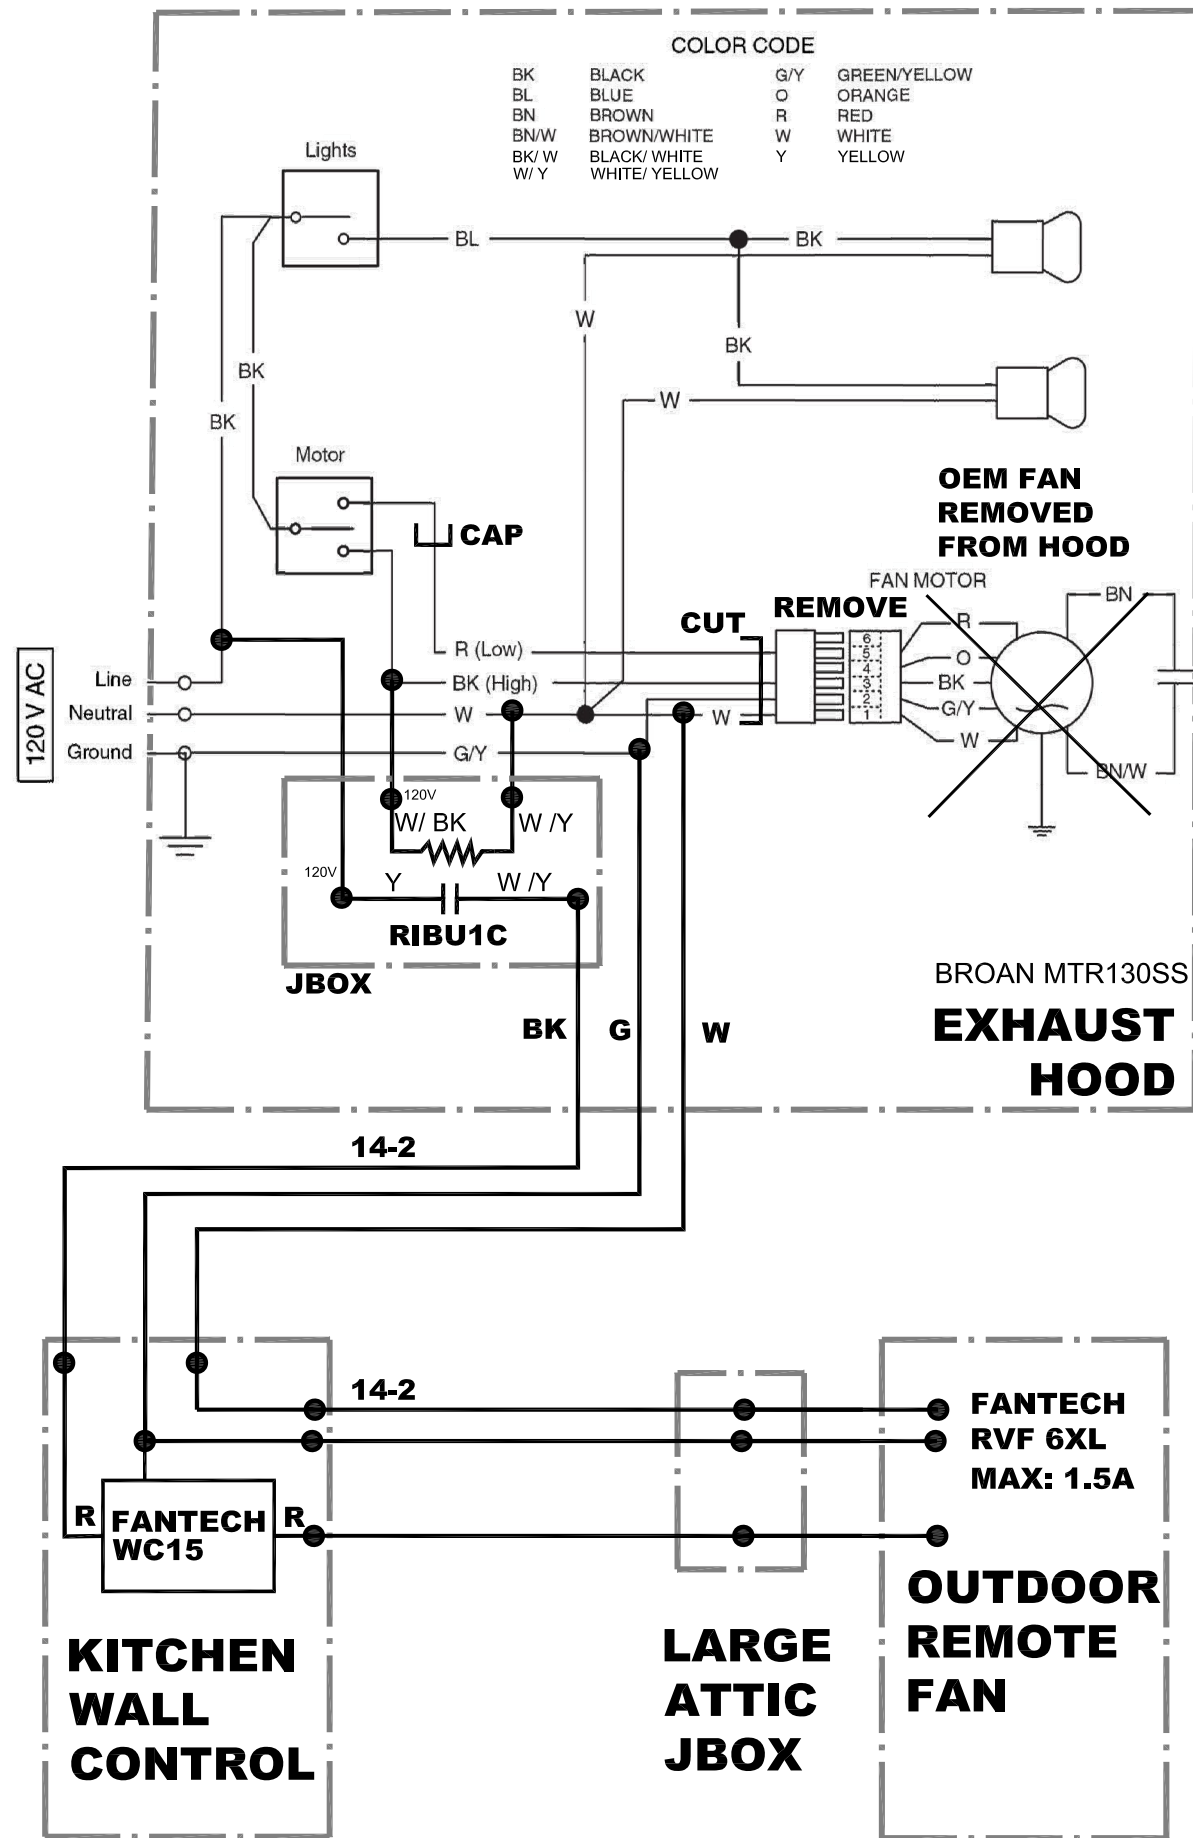 COLOR CODE
BK BLACK G/Y GREEN/YELLOW
BL BLUE O ORANGE
BN BROWN R RED
BN/W BROWN/WHITE W WHITE
BK/ W BLACK/ WHITE Y YELLOW
W/ Y WHITE/ YELLOW
Lights
BL
BK
W
BK
BK
W
BK
Motor
CAP
OEM FAN
REMOVED
FROM HOOD
FAN MOTOR
BN
REMOVE
CUT
R
6
5
4
3
2
1
O
BK
G/Y
W
BN/W
R (Low)
BK (High)
W
W
G/Y
120 V AC
Line
Neutral
Ground
120V
W/ BK
W /Y
120V
Y
W /Y
RIBU1C
JBOX
BROAN MTR130SS
EXHAUST
HOOD
BK
G
W
14-2
14-2
FANTECH
RVF 6XL
MAX: 1.5A
R
FANTECH
WC15
R
KITCHEN
WALL
CONTROL
LARGE
ATTIC
JBOX
OUTDOOR
REMOTE
FAN